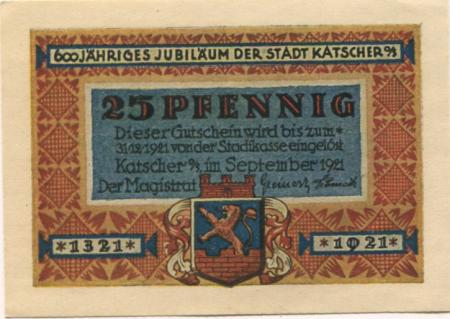 600 JÄHRIGES JUBILÄUM DER STADT KATSCHER O/S
25 PFENNIG
Dieser Gutschein wird bis zum
31.12.1921 von der Stadtkasse eingelöst
Katscher O/S, im September 1921
Der Magistrat
*1321* *1921*